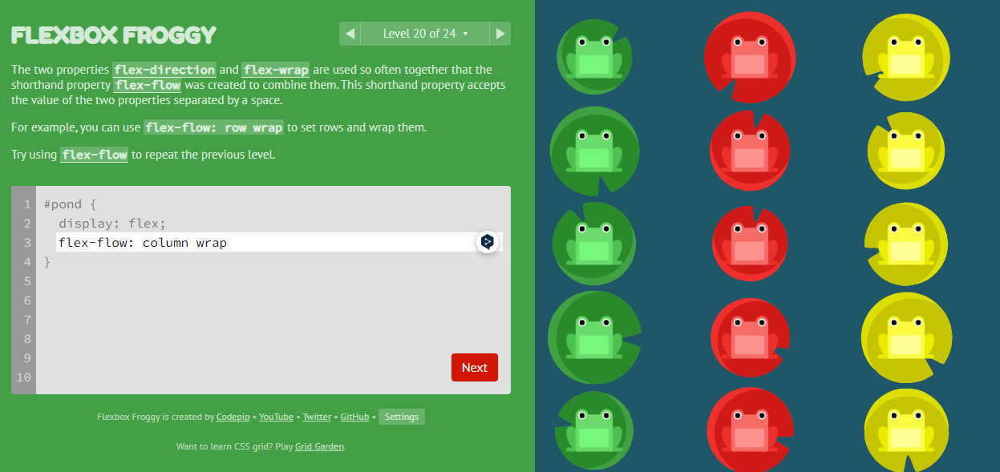 FLEXBOX FROGGY
Level 20 of 24
The two properties flex-direction and flex-wrap are used so often together that the
shorthand property flex-flow was created to combine them. This shorthand property accepts
the value of the two properties separated by a space.
For example, you can use flex-flow: row wrap to set rows and wrap them.
Try using flex-flow to repeat the previous level.
1 #pond {
2 display: flex;
3 flex-flow: column wrap
4 }
5
6
7
8
9
10
Next
Flexbox Froggy is created by Codepip • YouTube • Twitter • GitHub • Settings
Want to learn CSS grid? Play Grid Garden.